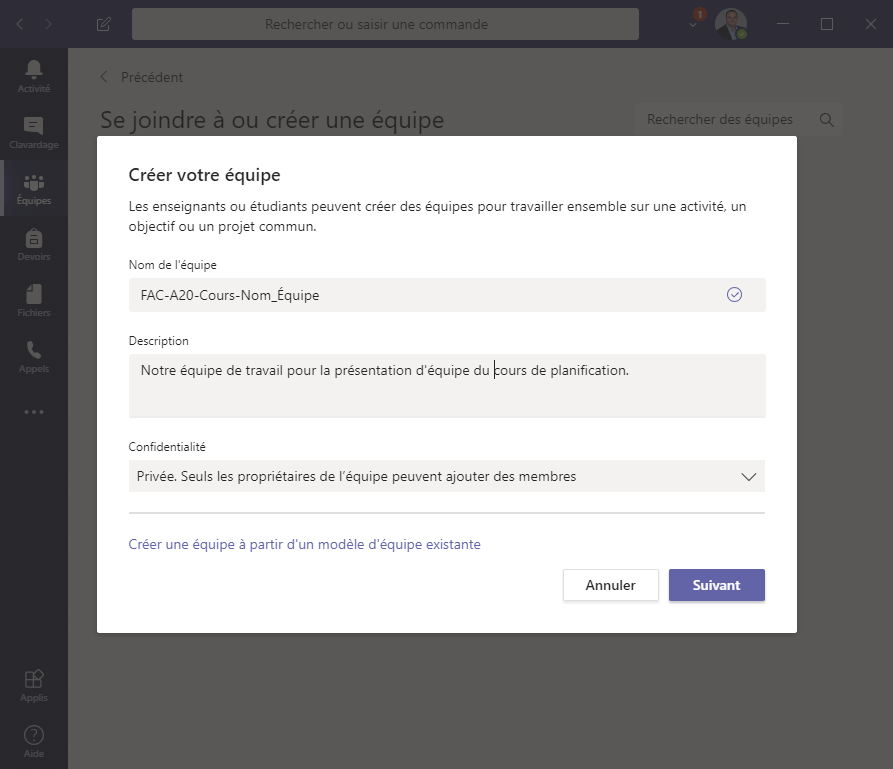 Rechercher ou saisir une commande
1
Activité
Clavardage
Équipes
Devoirs
Fichiers
Appels
Applis
Aide
Précédent
Se joindre à ou créer une équipe
Rechercher des équipes
Créer votre équipe
Les enseignants ou étudiants peuvent créer des équipes pour travailler ensemble sur une activité, un
objectif ou un projet commun.
Nom de l'équipe
FAC-A20-Cours-Nom_Équipe
Description
Notre équipe de travail pour la présentation d'équipe du cours de planification.
Confidentialité
Privée. Seuls les propriétaires de l’équipe peuvent ajouter des membres
Créer une équipe à partir d'un modèle d'équipe existante
Annuler
Suivant